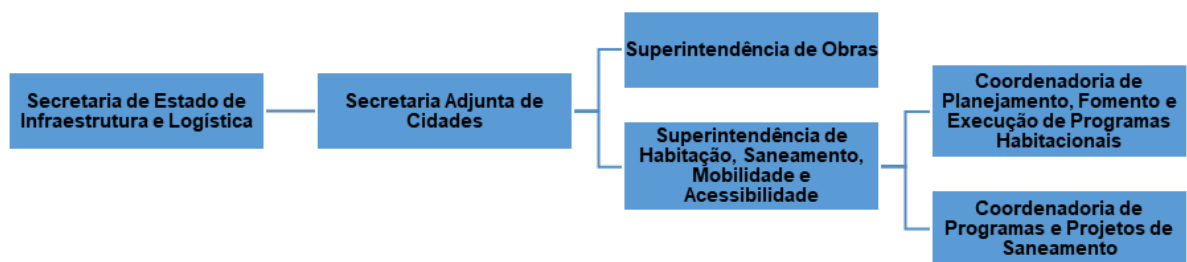 Secretaria de Estado de
Infraestrutura e Logística
Secretaria Adjunta de
Cidades
Superintendência de Obras
Superintendência de
Habitação, Saneamento,
Mobilidade e
Acessibilidade
Coordenadoria de
Planejamento, Fomento e
Execução de Programas
Habitacionais
Coordenadoria de
Programas e Projetos de
Saneamento